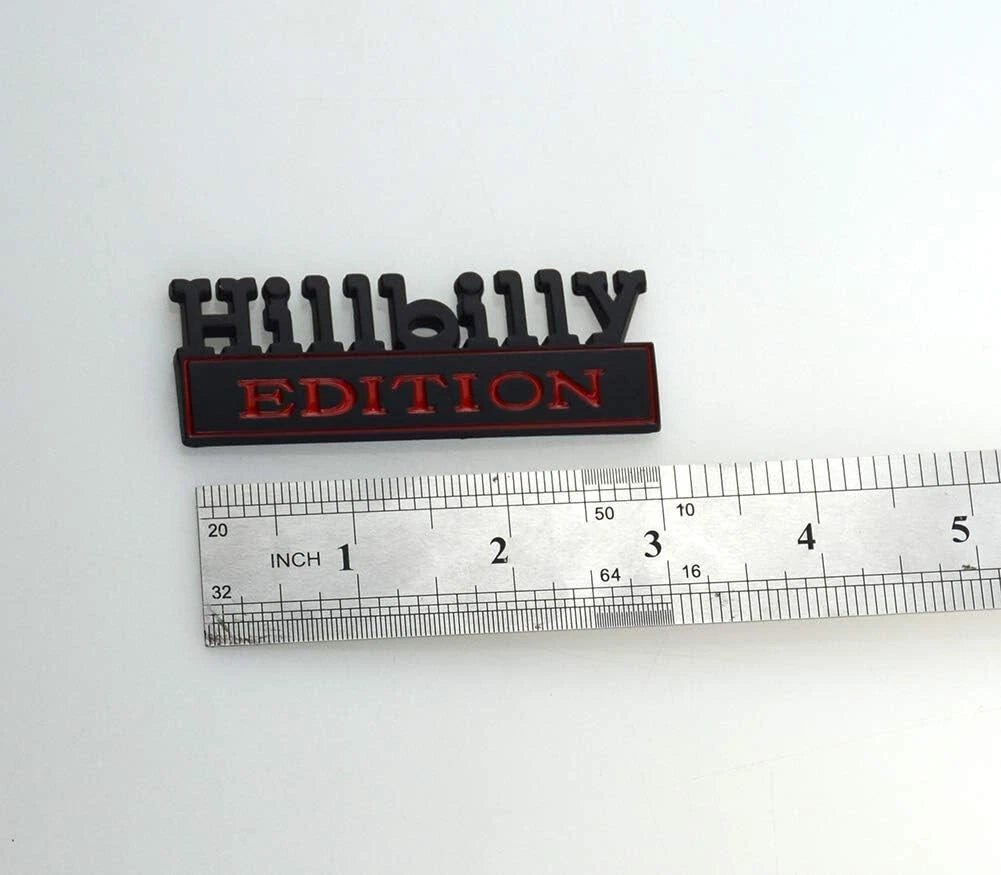 Hillbilly
EDITION
20 50 10
INCH 1 2 3 4 5
32 64 16